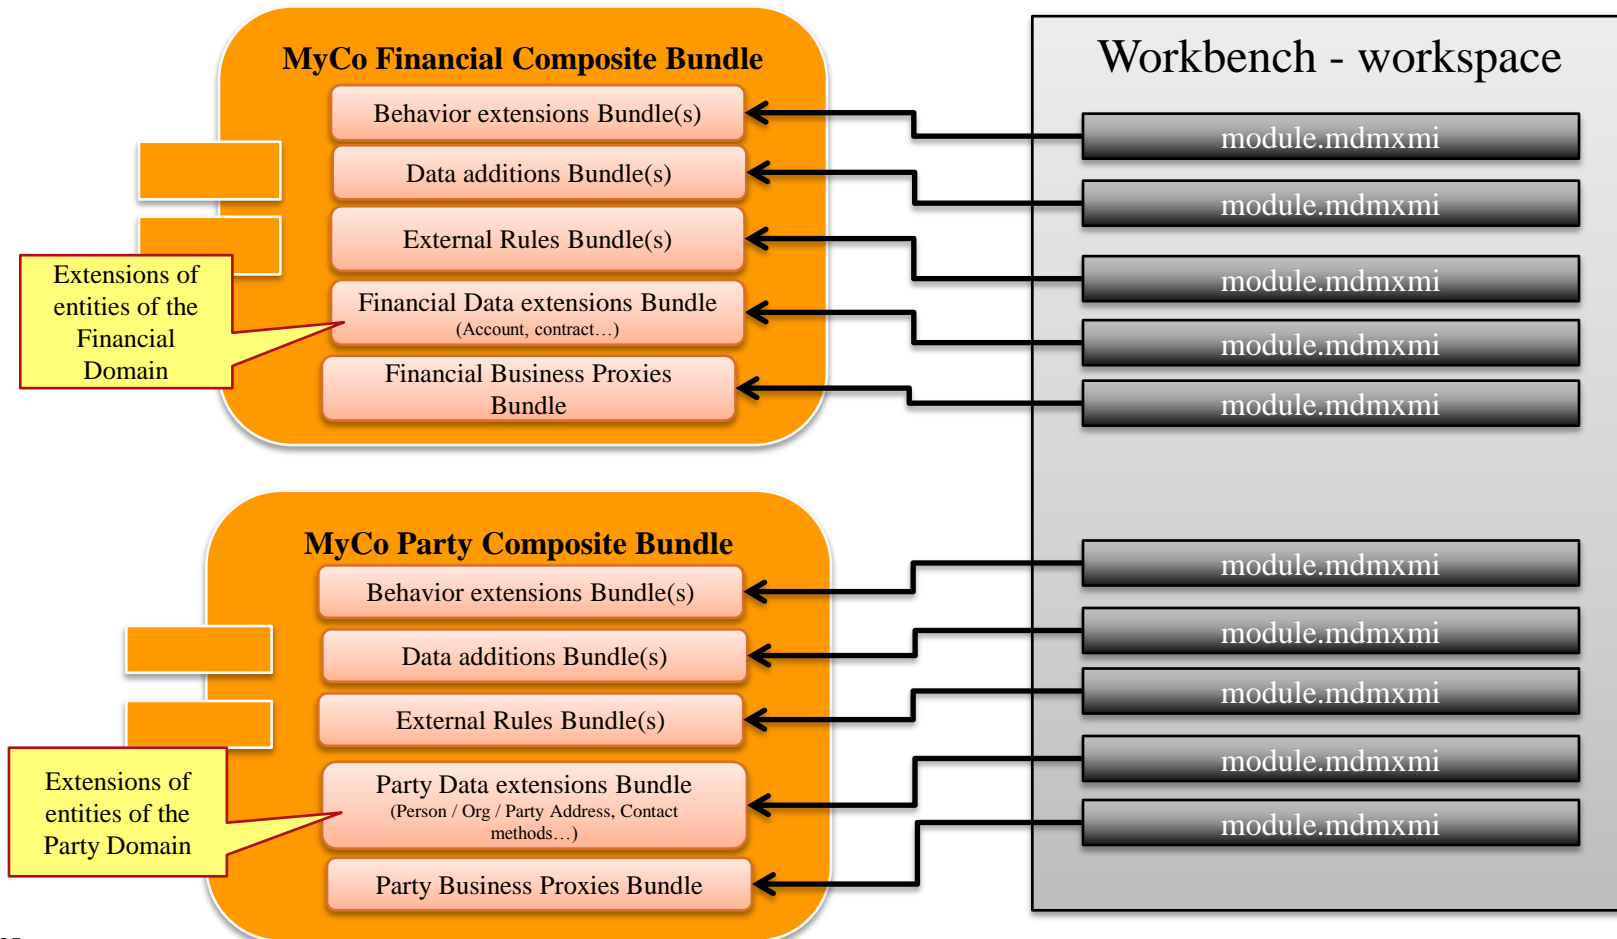 MyCo Financial Composite Bundle
Behavior extensions Bundle(s)
Data additions Bundle(s)
External Rules Bundle(s)
Financial Data extensions Bundle
(Account, contract…)
Financial Business Proxies
Bundle
Extensions of
entities of the
Financial
Domain
Workbench - workspace
module.mdmxmi
module.mdmxmi
module.mdmxmi
module.mdmxmi
module.mdmxmi
MyCo Party Composite Bundle
Behavior extensions Bundle(s)
Data additions Bundle(s)
External Rules Bundle(s)
Party Data extensions Bundle
(Person / Org / Party Address, Contact
methods…)
Party Business Proxies Bundle
Extensions of
entities of the
Party Domain
module.mdmxmi
module.mdmxmi
module.mdmxmi
module.mdmxmi
module.mdmxmi